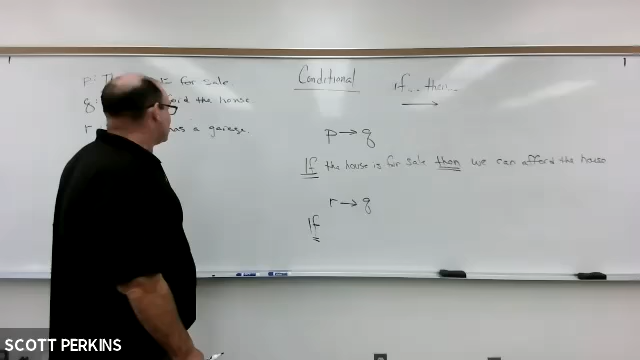 p: Th is for sale.
q: the house
r has a garage.
Conditional
If... then...
→
p → q
If the house is for sale then we can afford the house
r → q
If
SCOTT PERKINS